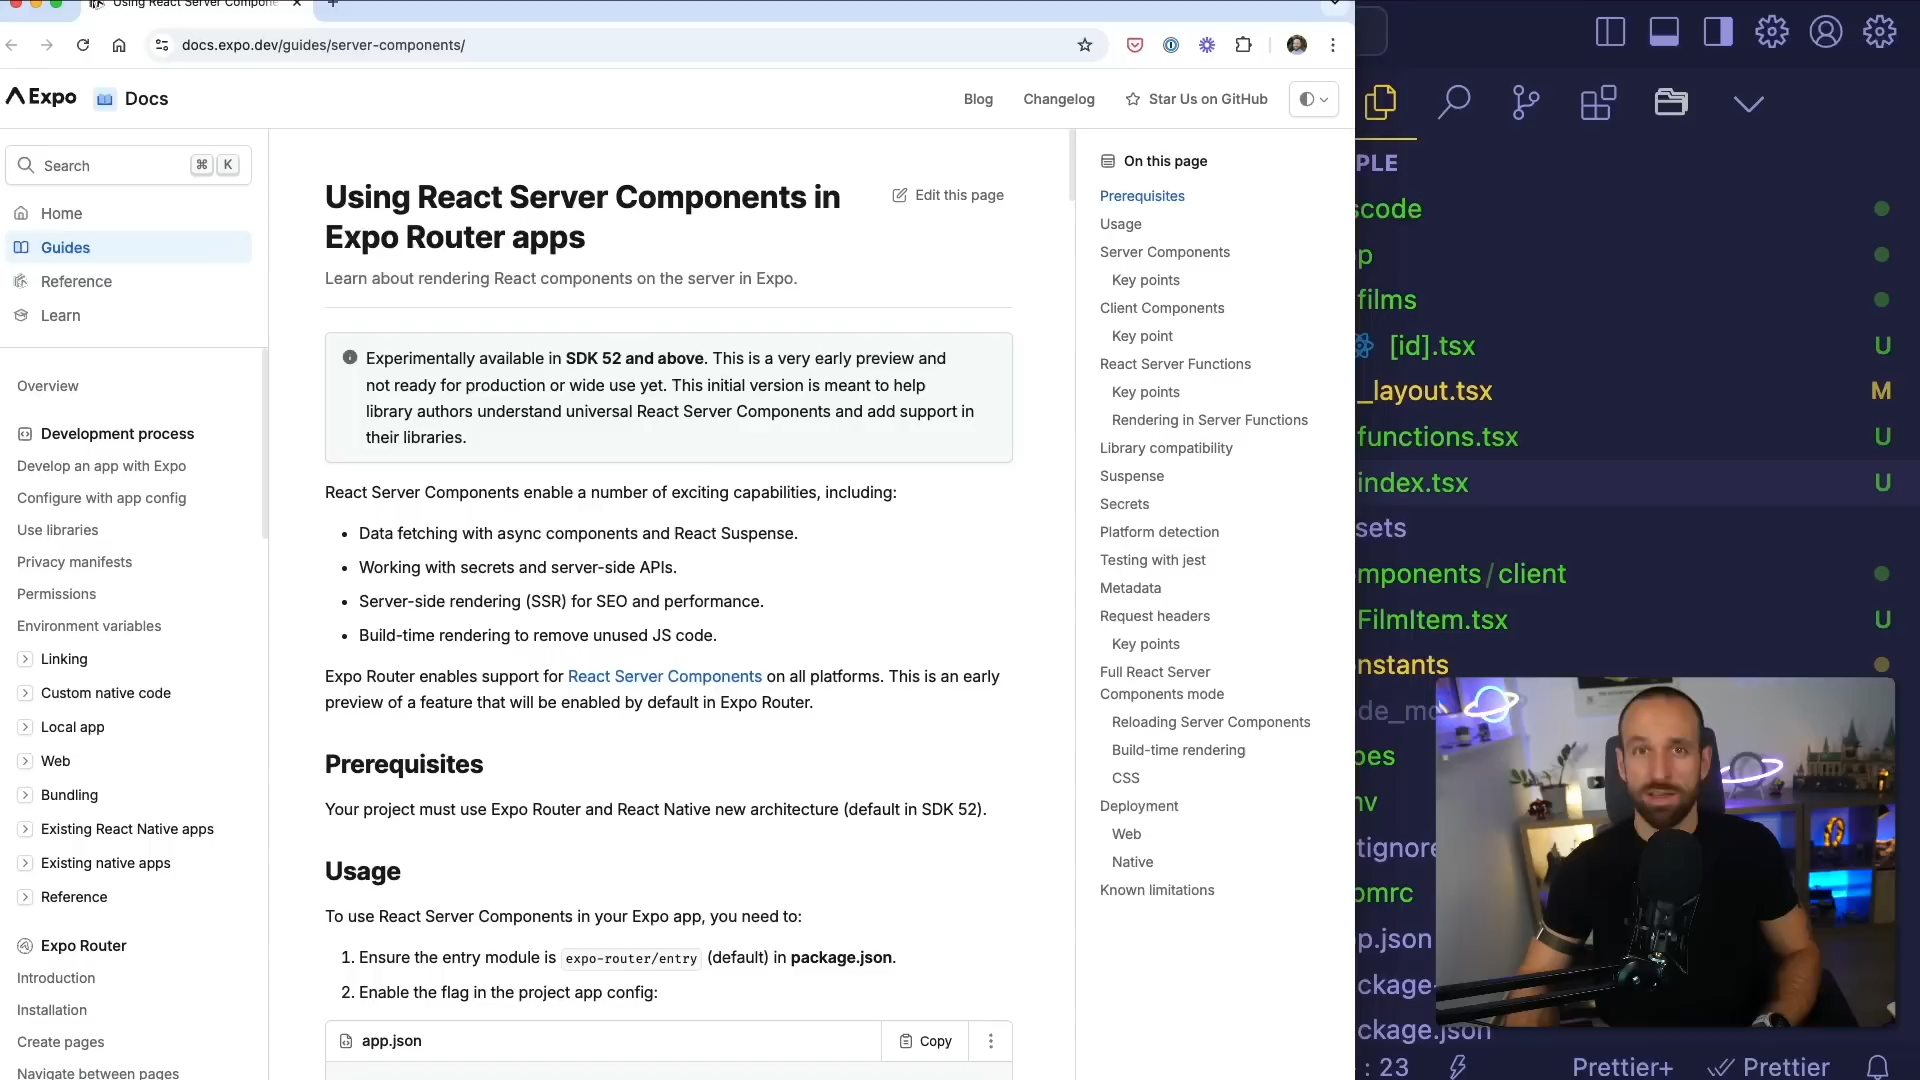 Using React Server Compone
docs.expo.dev/guides/server-components/
Expo
Docs
Blog
Changelog
Star Us on GitHub
Search
⌘ K
Home
Guides
Reference
Learn
Overview
Development process
Develop an app with Expo
Configure with app config
Use libraries
Privacy manifests
Permissions
Environment variables
Linking
Custom native code
Local app
Web
Bundling
Existing React Native apps
Existing native apps
Reference
Expo Router
Introduction
Installation
Create pages
Navigate between pages
Using React Server Components in
Expo Router apps
Edit this page
Learn about rendering React components on the server in Expo.
Experimentally available in SDK 52 and above. This is a very early preview and
not ready for production or wide use yet. This initial version is meant to help
library authors understand universal React Server Components and add support in
their libraries.
React Server Components enable a number of exciting capabilities, including:
• Data fetching with async components and React Suspense.
• Working with secrets and server-side APIs.
• Server-side rendering (SSR) for SEO and performance.
• Build-time rendering to remove unused JS code.
Expo Router enables support for React Server Components on all platforms. This is an early
preview of a feature that will be enabled by default in Expo Router.
Prerequisites
Your project must use Expo Router and React Native new architecture (default in SDK 52).
Usage
To use React Server Components in your Expo app, you need to:
1. Ensure the entry module is expo-router/entry (default) in package.json.
2. Enable the flag in the project app config:
app.json
Copy
On this page
Prerequisites
Usage
Server Components
Key points
Client Components
Key point
React Server Functions
Key points
Rendering in Server Functions
Library compatibility
Suspense
Secrets
Platform detection
Testing with jest
Metadata
Request headers
Key points
Full React Server
Components mode
Reloading Server Components
Build-time rendering
CSS
Deployment
Web
Native
Known limitations
PLE
scode
p
films
[id].tsx U
_layout.tsx M
functions.tsx U
index.tsx U
sets
mponents/client
FilmItem.tsx U
nstants
de_mo
pes
nv
tignore
pmrc
p.json
ckage-
ckage.json
: 23
Prettier+
Prettier